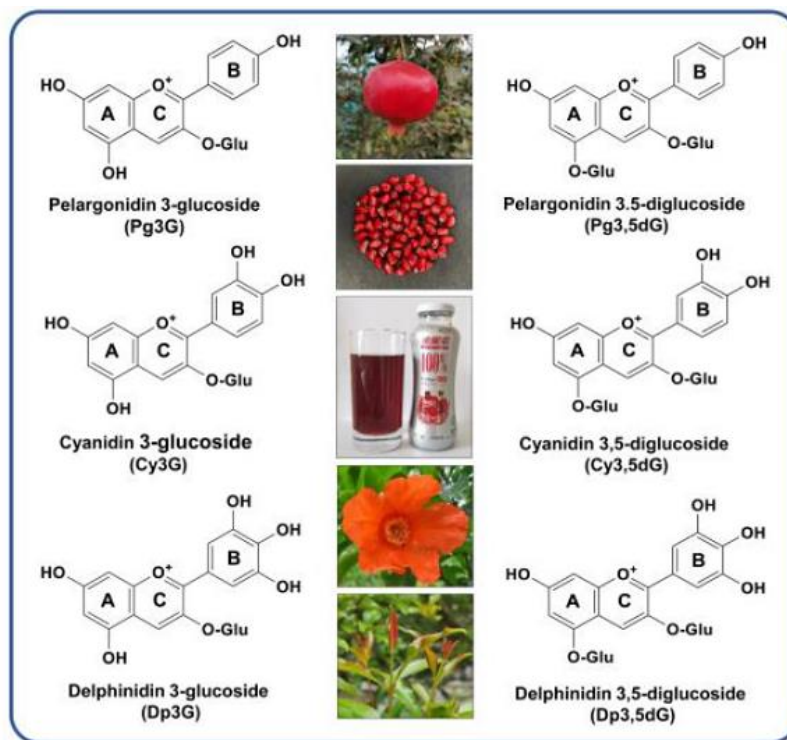 OH
HO
O+
B
A
C
O-Glu
OH
Pelargonidin 3-glucoside
(Pg3G)
OH
HO
O+
B
A
C
O-Glu
O-Glu
Pelargonidin 3.5-diglucoside
(Pg3,5dG)
OH
OH
HO
O+
B
A
C
O-Glu
OH
Cyanidin 3-glucoside
(Cy3G)
100%
OH
OH
HO
O+
B
A
C
O-Glu
O-Glu
Cyanidin 3,5-diglucoside
(Cy3,5dG)
OH
OH
OH
HO
O+
B
A
C
O-Glu
OH
Delphinidin 3-glucoside
(Dp3G)
OH
OH
OH
HO
O+
B
A
C
O-Glu
O-Glu
Delphinidin 3,5-diglucoside
(Dp3,5dG)